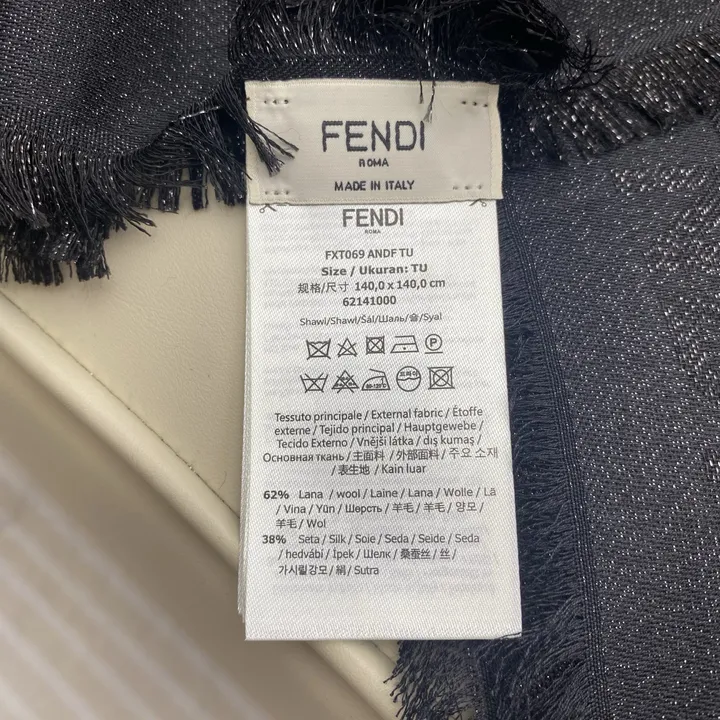 FENDI
ROMA
MADE IN ITALY
FENDI
ROMA
FXT069 ANDF TU
Size / Ukuran: TU
规格/尺寸 140,0 x 140,0 cm
62141000
Shawl/Shawl/Šál/Шаль/숄/Syal
Tessuto principale / External fabric / Étoffe
externe / Tejido principal / Hauptgewebe /
Tecido Externo / Vnější látka / dış kumaş /
Основная ткань / 主面料 / 外部面料 / 주요 소재
/ 表生地 / Kain luar
62% Lana / wool / Laine / Lana / Wolle / Lã
/ Vlna / Yün / Шерсть / 羊毛 / 羊毛 / 양모 /
羊毛 / Wol
38% Seta / Silk / Soie / Seda / Seide / Seda
/ hedvábí / İpek / Шелк / 桑蚕丝 / 丝 /
가시릴강모 / 絹 / Sutra